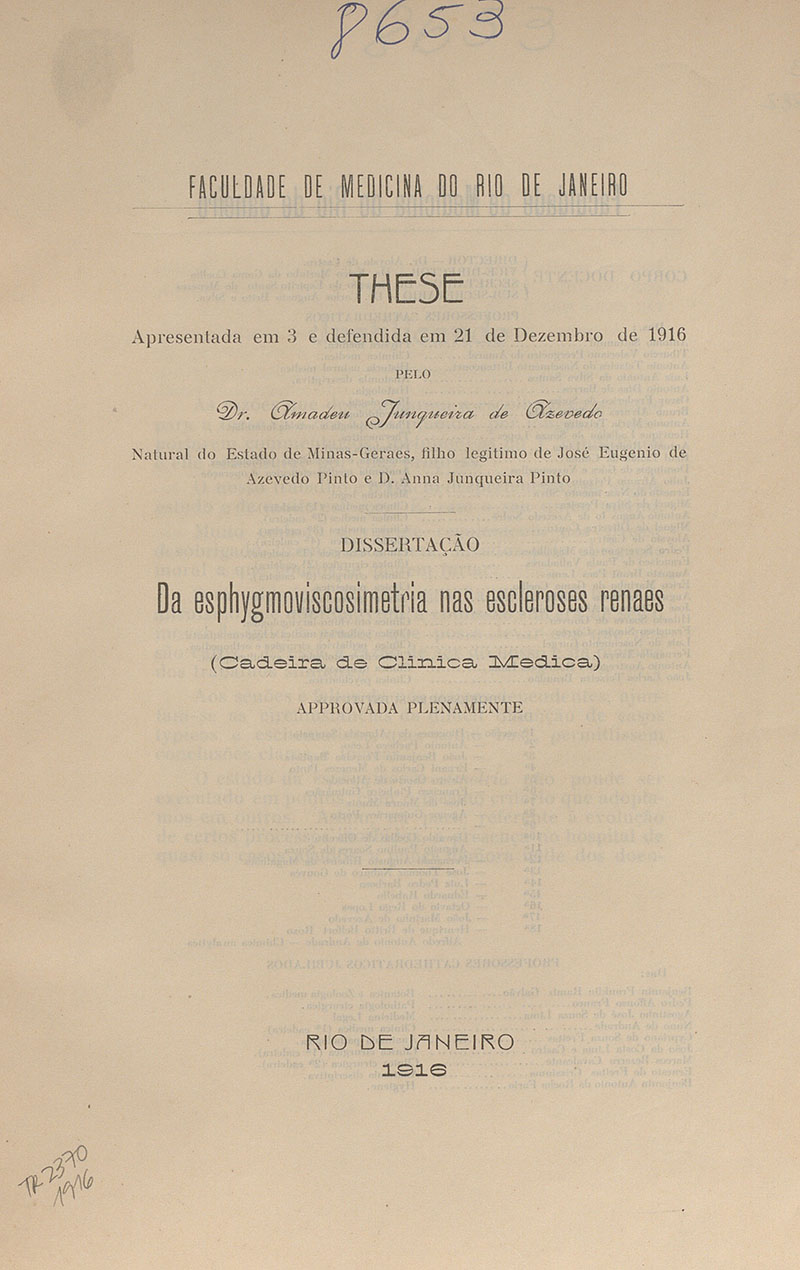 P653
FACULDADE DE MEDICINA DO RIO DE JANEIRO
THESE
Apresentada em 3 e defendida em 21 de Dezembro de 1916
PELO
Dr. Amadeu Junqueira de Azevedo
Natural do Estado de Minas-Geraes, filho legitimo de José Eugenio de
Azevedo Pinto e D. Anna Junqueira Pinto
DISSERTAÇÃO
Da esphygmoviscosimetria nas escleroses renaes
(Cadeira de Clinica Medica)
APPROVADA PLENAMENTE
RIO DE JANEIRO
1916
2370
1916